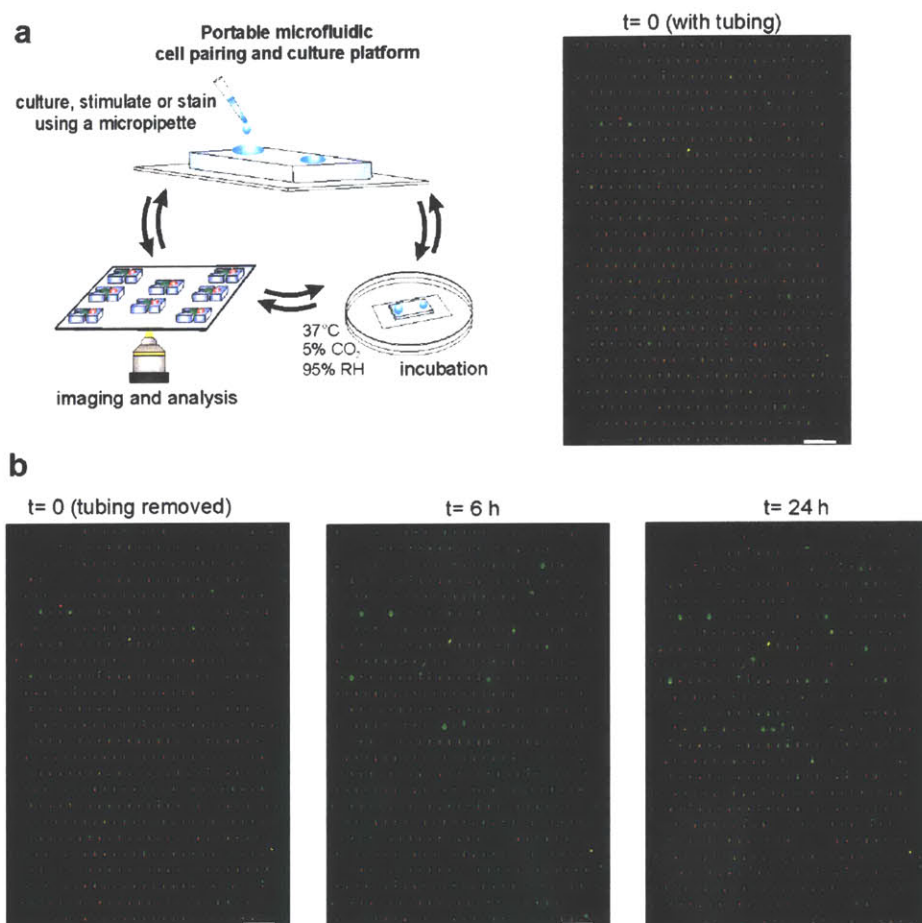 a
Portable microfluidic
cell pairing and culture platform
culture, stimulate or stain
using a micropipette
37°C
5% CO₂
95% RH
incubation
imaging and analysis
t= 0 (with tubing)
b
t= 0 (tubing removed)
t= 6 h
t= 24 h